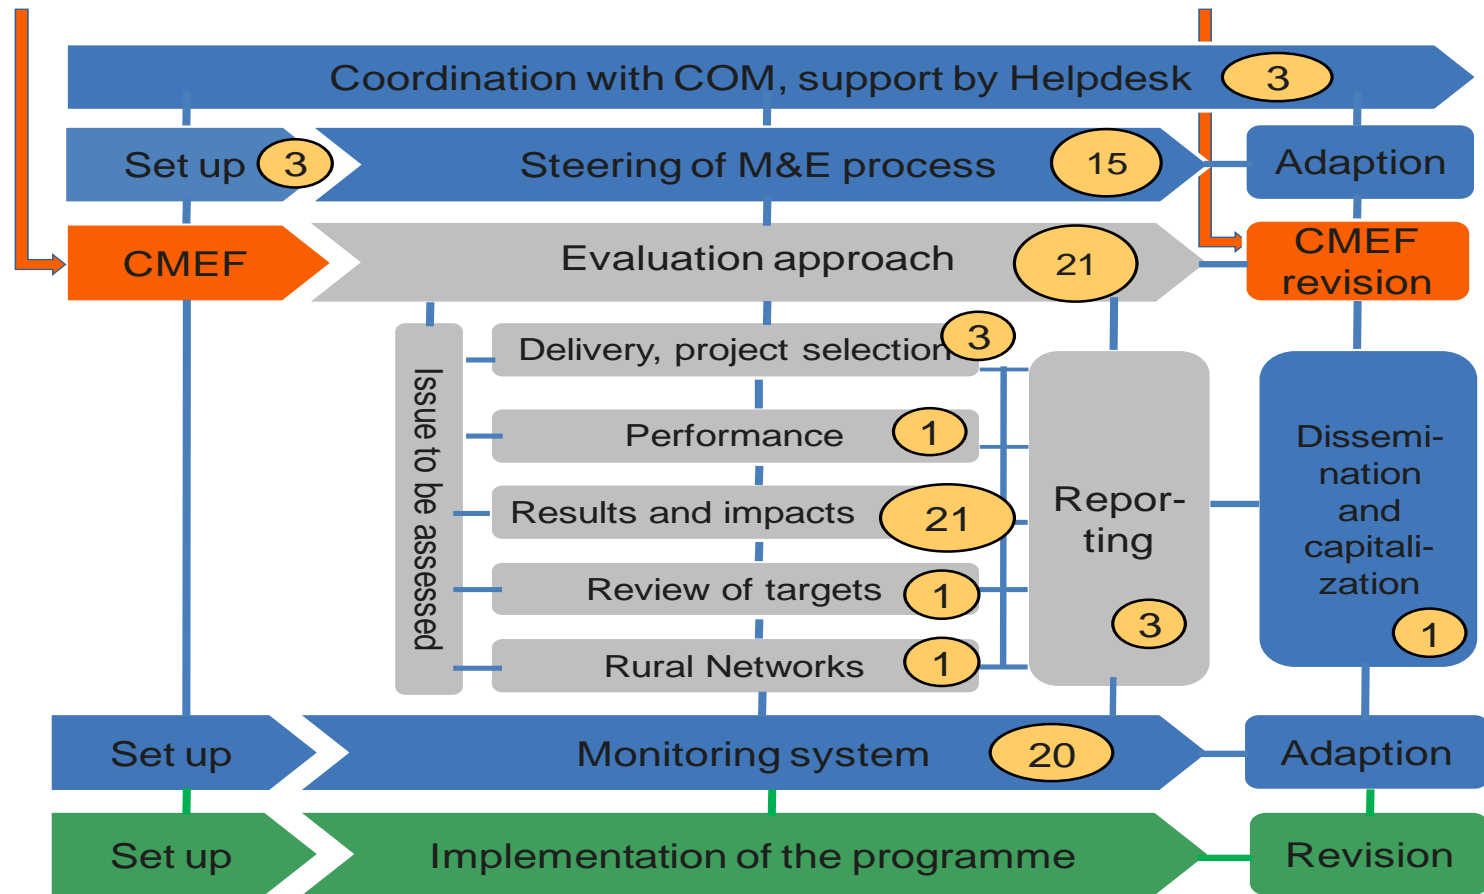 Coordination with COM, support by Helpdesk 3
Set up 3
Steering of M&E process 15
Adaption
CMEF
Evaluation approach 21
CMEF
revision
Issue to be assessed
Delivery, project selection 3
Performance 1
Results and impacts 21
Review of targets 1
Rural Networks 1
Repor-
ting
3
Dissemi-
nation
and
capitali-
zation
1
Set up
Monitoring system 20
Adaption
Set up
Implementation of the programme
Revision